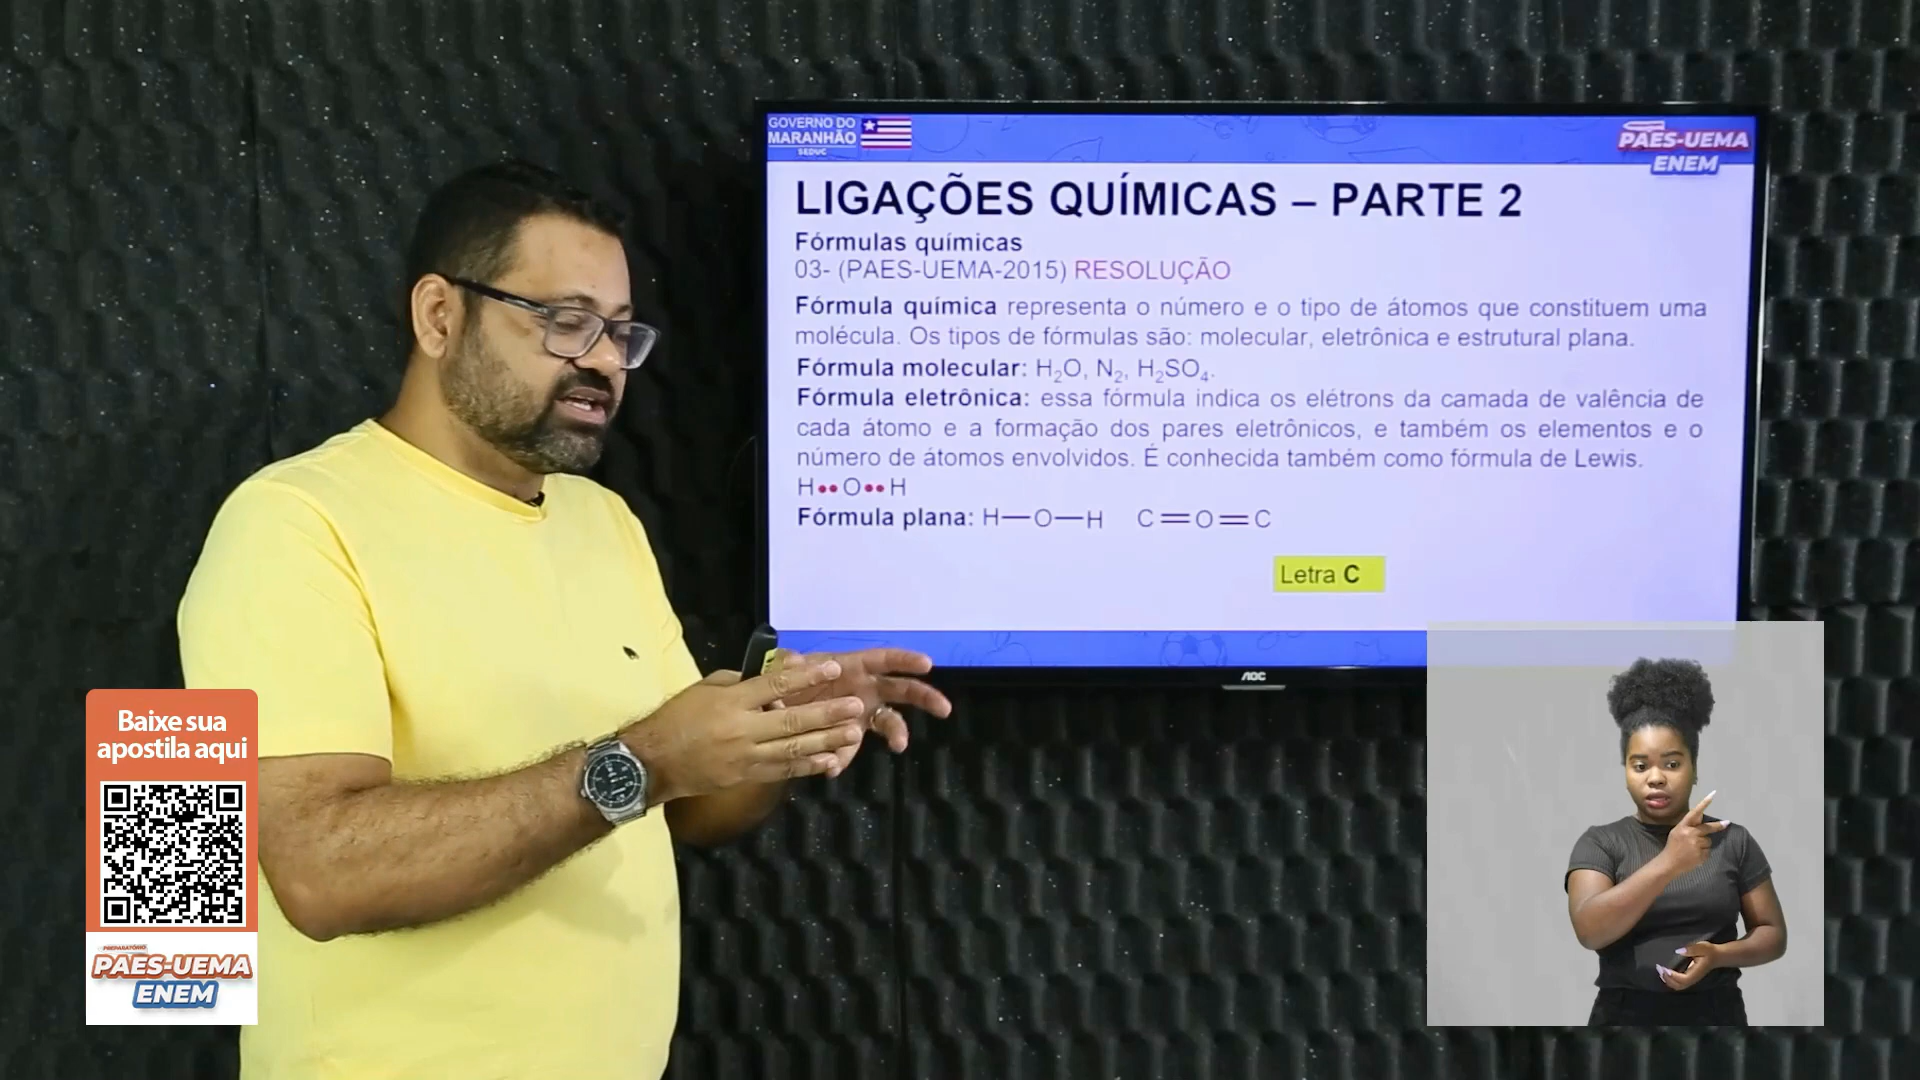 GOVERNO DO
MARANHÃO
SEDUC
PAES-UEMA
ENEM
LIGAÇÕES QUÍMICAS – PARTE 2
Fórmulas químicas
03- (PAES-UEMA-2015) RESOLUÇÃO
Fórmula química representa o número e o tipo de átomos que constituem uma
molécula. Os tipos de fórmulas são: molecular, eletrônica e estrutural plana.
Fórmula molecular: H₂O, N₂, H₂SO₄.
Fórmula eletrônica: essa fórmula indica os elétrons da camada de valência de
cada átomo e a formação dos pares eletrônicos, e também os elementos e o
número de átomos envolvidos. É conhecida também como fórmula de Lewis.
H••O••H
Fórmula plana: H—O—H C=O=C
Letra C
AOC
Baixe sua
apostila aqui
PREPARATÓRIO
PAES-UEMA
ENEM